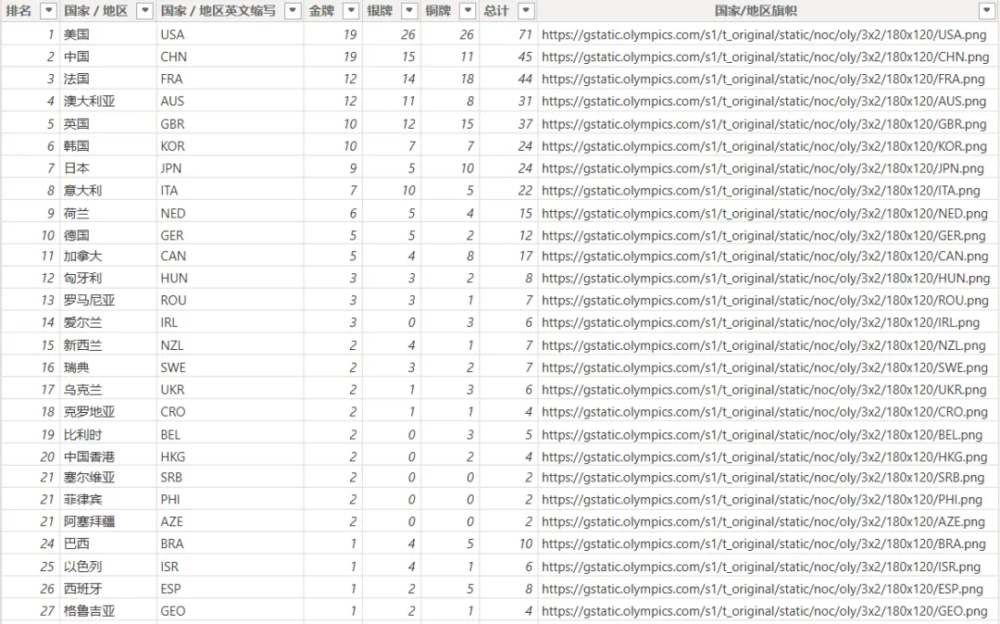 排名 国家 / 地区 国家 / 地区英文缩写 金牌 银牌 铜牌 总计 国家/地区旗帜
1 美国 USA 19 26 26 71 https://gstatic.olympics.com/s1/t_original/static/noc/oly/3x2/180x120/USA.png
2 中国 CHN 19 15 11 45 https://gstatic.olympics.com/s1/t_original/static/noc/oly/3x2/180x120/CHN.png
3 法国 FRA 12 14 18 44 https://gstatic.olympics.com/s1/t_original/static/noc/oly/3x2/180x120/FRA.png
4 澳大利亚 AUS 12 11 8 31 https://gstatic.olympics.com/s1/t_original/static/noc/oly/3x2/180x120/AUS.png
5 英国 GBR 10 12 15 37 https://gstatic.olympics.com/s1/t_original/static/noc/oly/3x2/180x120/GBR.png
6 韩国 KOR 10 7 7 24 https://gstatic.olympics.com/s1/t_original/static/noc/oly/3x2/180x120/KOR.png
7 日本 JPN 9 5 10 24 https://gstatic.olympics.com/s1/t_original/static/noc/oly/3x2/180x120/JPN.png
8 意大利 ITA 7 10 5 22 https://gstatic.olympics.com/s1/t_original/static/noc/oly/3x2/180x120/ITA.png
9 荷兰 NED 6 5 4 15 https://gstatic.olympics.com/s1/t_original/static/noc/oly/3x2/180x120/NED.png
10 德国 GER 5 5 2 12 https://gstatic.olympics.com/s1/t_original/static/noc/oly/3x2/180x120/GER.png
11 加拿大 CAN 5 4 8 17 https://gstatic.olympics.com/s1/t_original/static/noc/oly/3x2/180x120/CAN.png
12 匈牙利 HUN 3 3 2 8 https://gstatic.olympics.com/s1/t_original/static/noc/oly/3x2/180x120/HUN.png
13 罗马尼亚 ROU 3 3 1 7 https://gstatic.olympics.com/s1/t_original/static/noc/oly/3x2/180x120/ROU.png
14 爱尔兰 IRL 3 0 3 6 https://gstatic.olympics.com/s1/t_original/static/noc/oly/3x2/180x120/IRL.png
15 新西兰 NZL 2 4 1 7 https://gstatic.olympics.com/s1/t_original/static/noc/oly/3x2/180x120/NZL.png
16 瑞典 SWE 2 3 2 7 https://gstatic.olympics.com/s1/t_original/static/noc/oly/3x2/180x120/SWE.png
17 乌克兰 UKR 2 1 3 6 https://gstatic.olympics.com/s1/t_original/static/noc/oly/3x2/180x120/UKR.png
18 克罗地亚 CRO 2 1 1 4 https://gstatic.olympics.com/s1/t_original/static/noc/oly/3x2/180x120/CRO.png
19 比利时 BEL 2 0 3 5 https://gstatic.olympics.com/s1/t_original/static/noc/oly/3x2/180x120/BEL.png
20 中国香港 HKG 2 0 2 4 https://gstatic.olympics.com/s1/t_original/static/noc/oly/3x2/180x120/HKG.png
21 塞尔维亚 SRB 2 0 0 2 https://gstatic.olympics.com/s1/t_original/static/noc/oly/3x2/180x120/SRB.png
21 菲律宾 PHI 2 0 0 2 https://gstatic.olympics.com/s1/t_original/static/noc/oly/3x2/180x120/PHI.png
21 阿塞拜疆 AZE 2 0 0 2 https://gstatic.olympics.com/s1/t_original/static/noc/oly/3x2/180x120/AZE.png
24 巴西 BRA 1 4 5 10 https://gstatic.olympics.com/s1/t_original/static/noc/oly/3x2/180x120/BRA.png
25 以色列 ISR 1 4 1 6 https://gstatic.olympics.com/s1/t_original/static/noc/oly/3x2/180x120/ISR.png
26 西班牙 ESP 1 2 5 8 https://gstatic.olympics.com/s1/t_original/static/noc/oly/3x2/180x120/ESP.png
27 格鲁吉亚 GEO 1 2 1 4 https://gstatic.olympics.com/s1/t_original/static/noc/oly/3x2/180x120/GEO.png